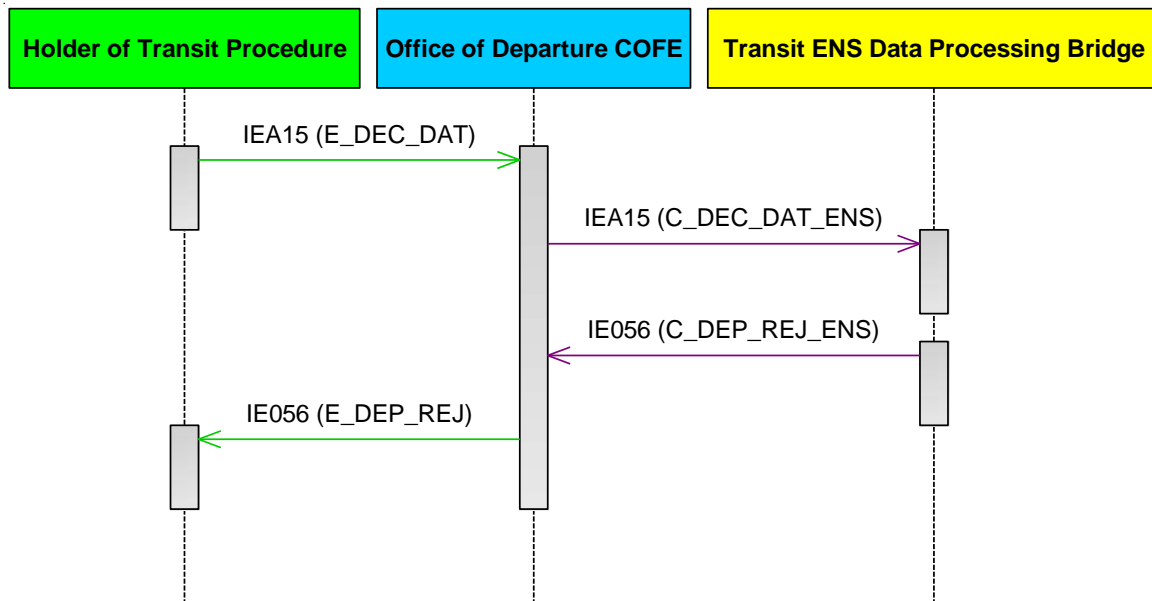 Holder of Transit Procedure
Office of Departure COFE
Transit ENS Data Processing Bridge
IEA15 (E_DEC_DAT)
IEA15 (C_DEC_DAT_ENS)
IE056 (C_DEP_REJ_ENS)
IE056 (E_DEP_REJ)